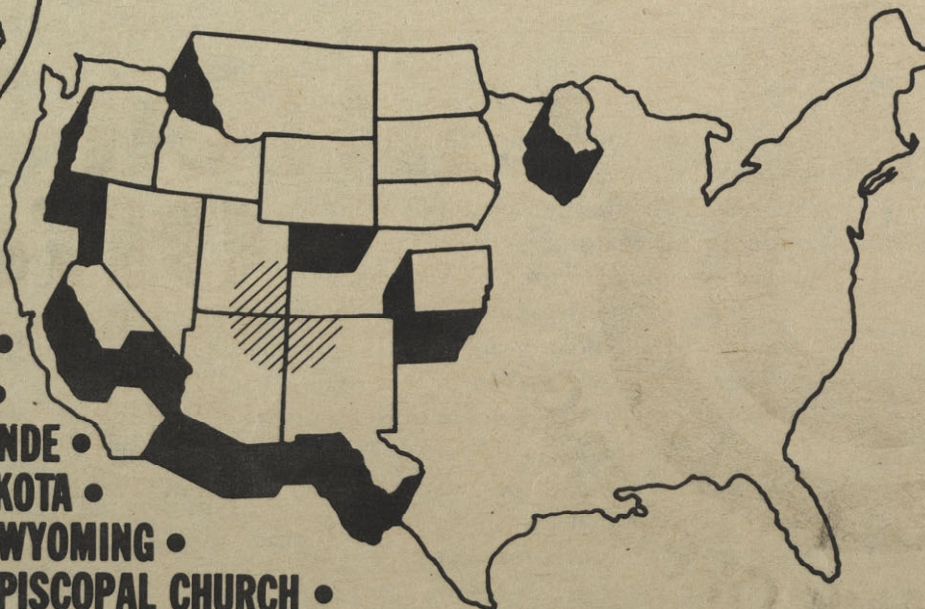 •
•
NDE •
KOTA •
WYOMING •
PISCOPAL CHURCH •